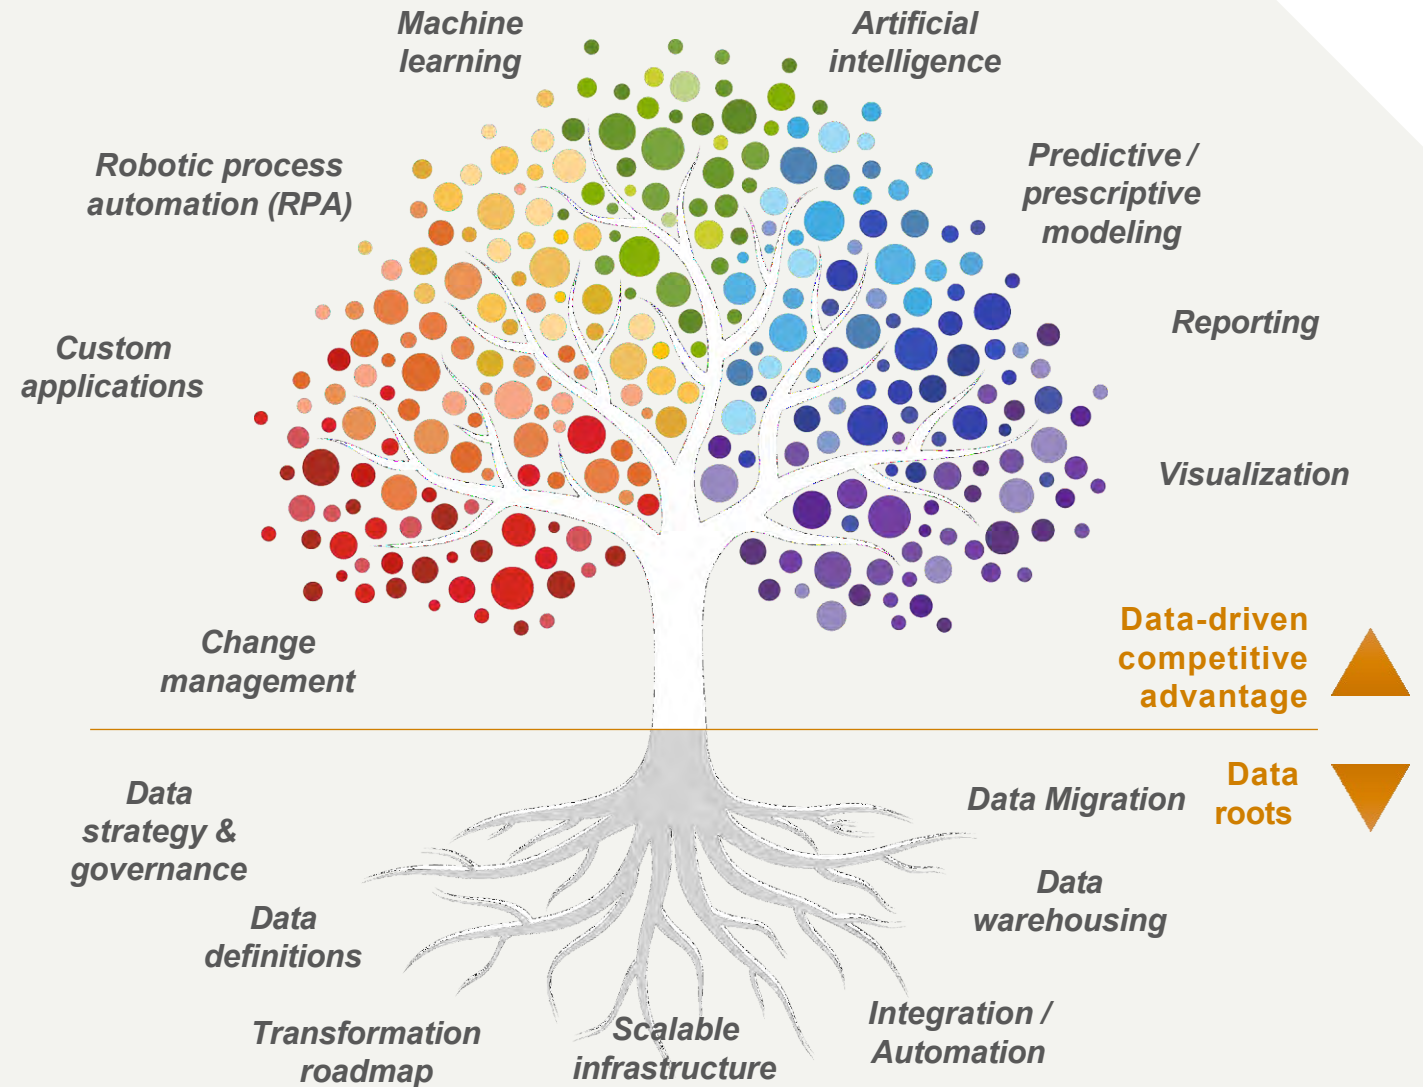 Machine
learning
Artificial
intelligence
Robotic process
automation (RPA)
Predictive /
prescriptive
modeling
Custom
applications
Reporting
Visualization
Change
management
Data-driven
competitive
advantage
Data
roots
Data
strategy &
governance
Data Migration
Data
definitions
Data
warehousing
Transformation
roadmap
Scalable
infrastructure
Integration /
Automation